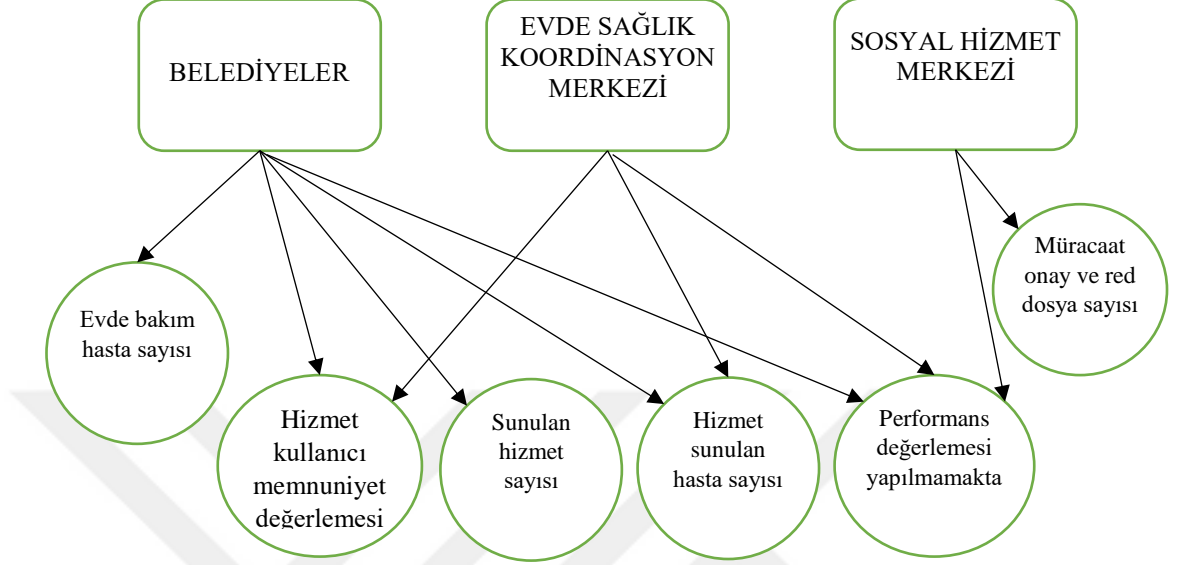 BELEDİYELER
EVDE SAĞLIK
KOORDİNASYON
MERKEZİ
SOSYAL HİZMET
MERKEZİ
Müracaat
onay ve red
dosya sayısı
Evde bakım
hasta sayısı
Hizmet
kullanıcı
memnuniyet
değerlemesi
Sunulan
hizmet
sayısı
Hizmet
sunulan
hasta sayısı
Performans
değerlemesi
yapılmamakta